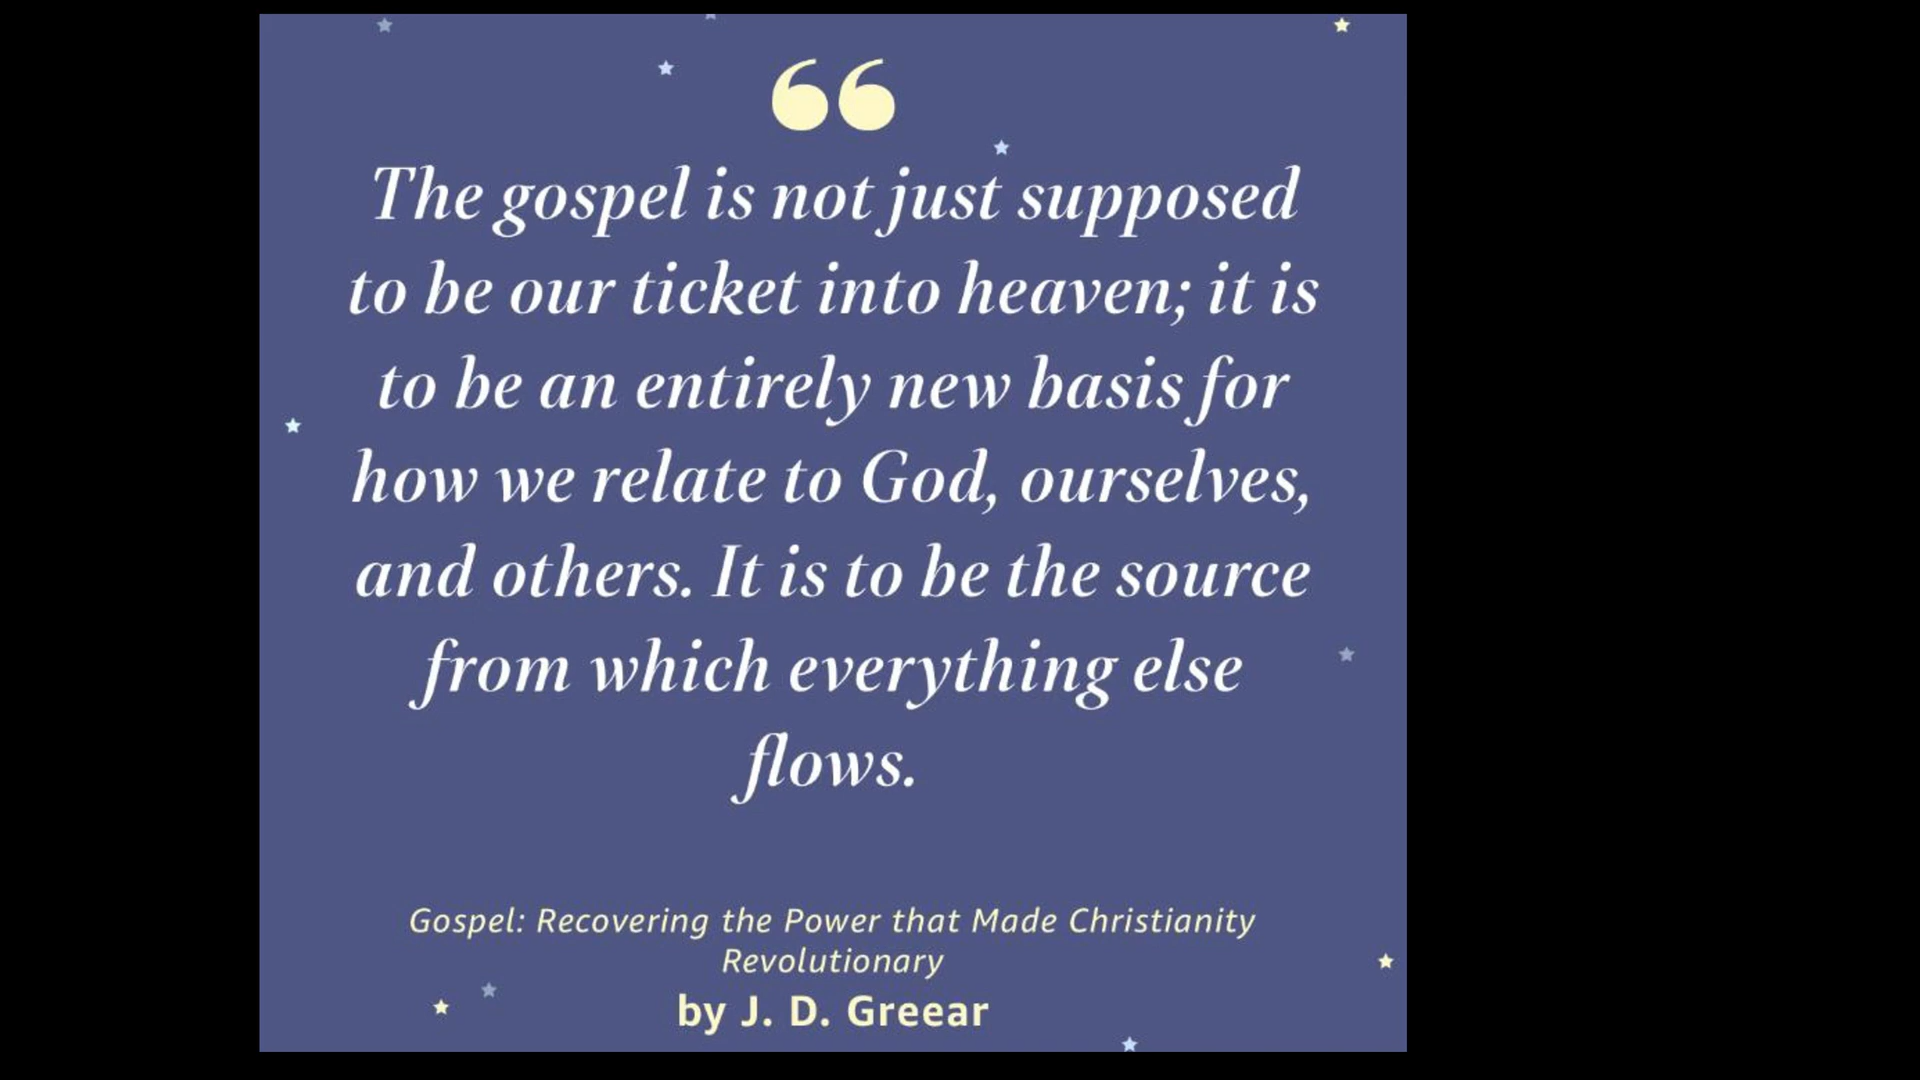 “
The gospel is not just supposed
to be our ticket into heaven; it is
to be an entirely new basis for
how we relate to God, ourselves,
and others. It is to be the source
from which everything else
flows.
Gospel: Recovering the Power that Made Christianity
Revolutionary
by J. D. Greear